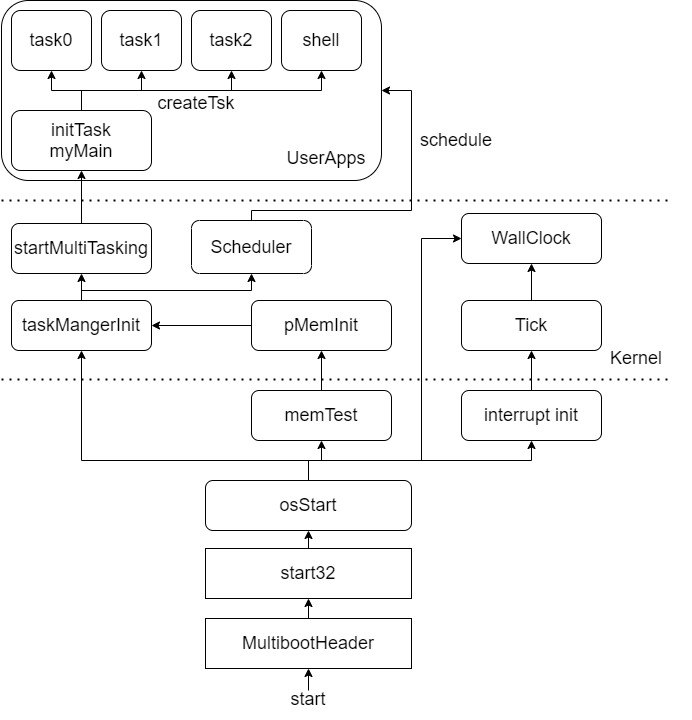 task0
task1
task2
shell
createTsk
initTask
myMain
UserApps
schedule
startMultiTasking
Scheduler
WallClock
taskMangerInit
pMemInit
Tick
Kernel
memTest
interrupt init
osStart
start32
MultibootHeader
start